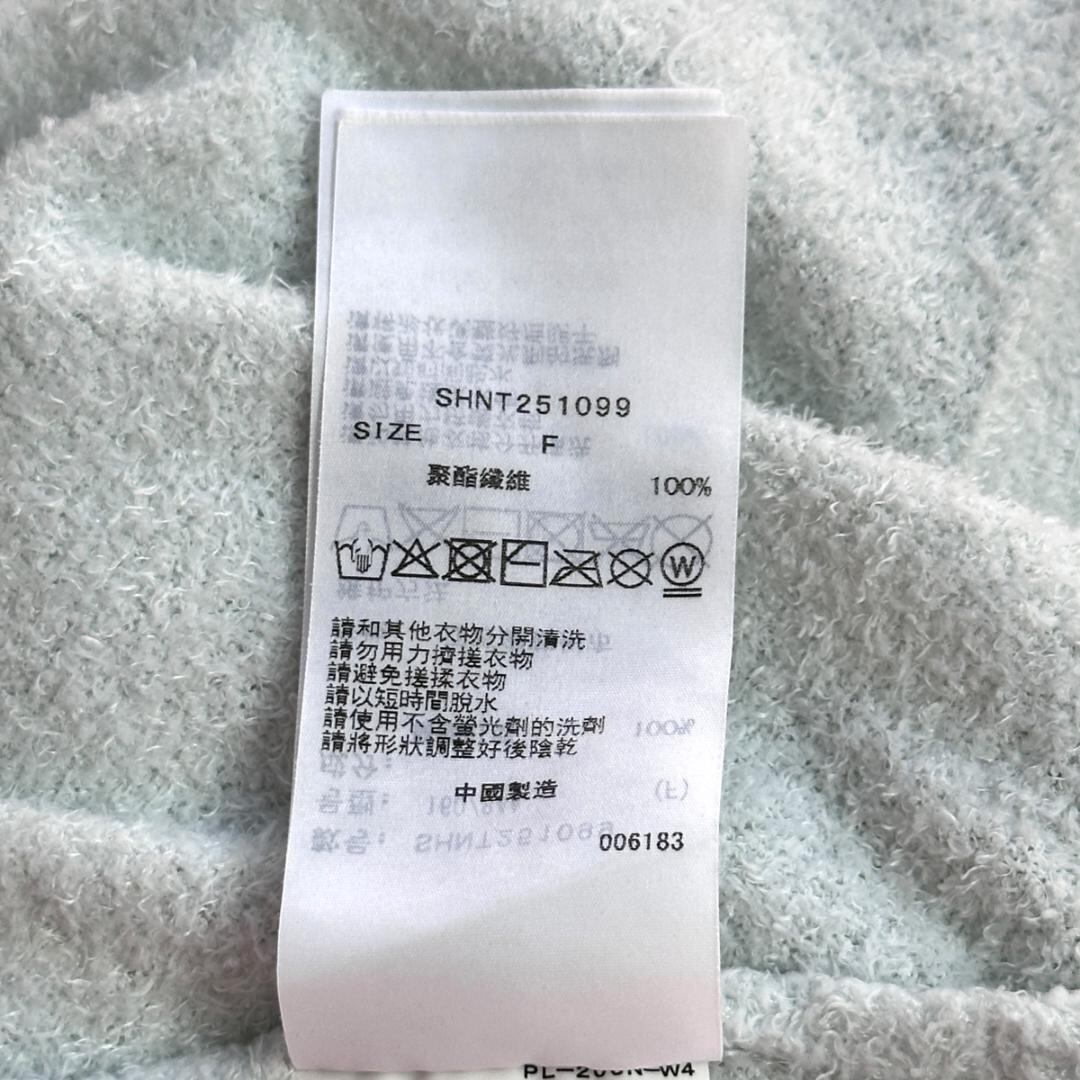 SHNT251099
SIZE F
聚酯纖維 100%
W
請和其他衣物分開清洗
請勿用力擠搓衣物
請避免搓揉衣物
請以短時間脫水
請使用不含螢光劑的洗劑
請將形狀調整好後陰乾
中國製造
006183